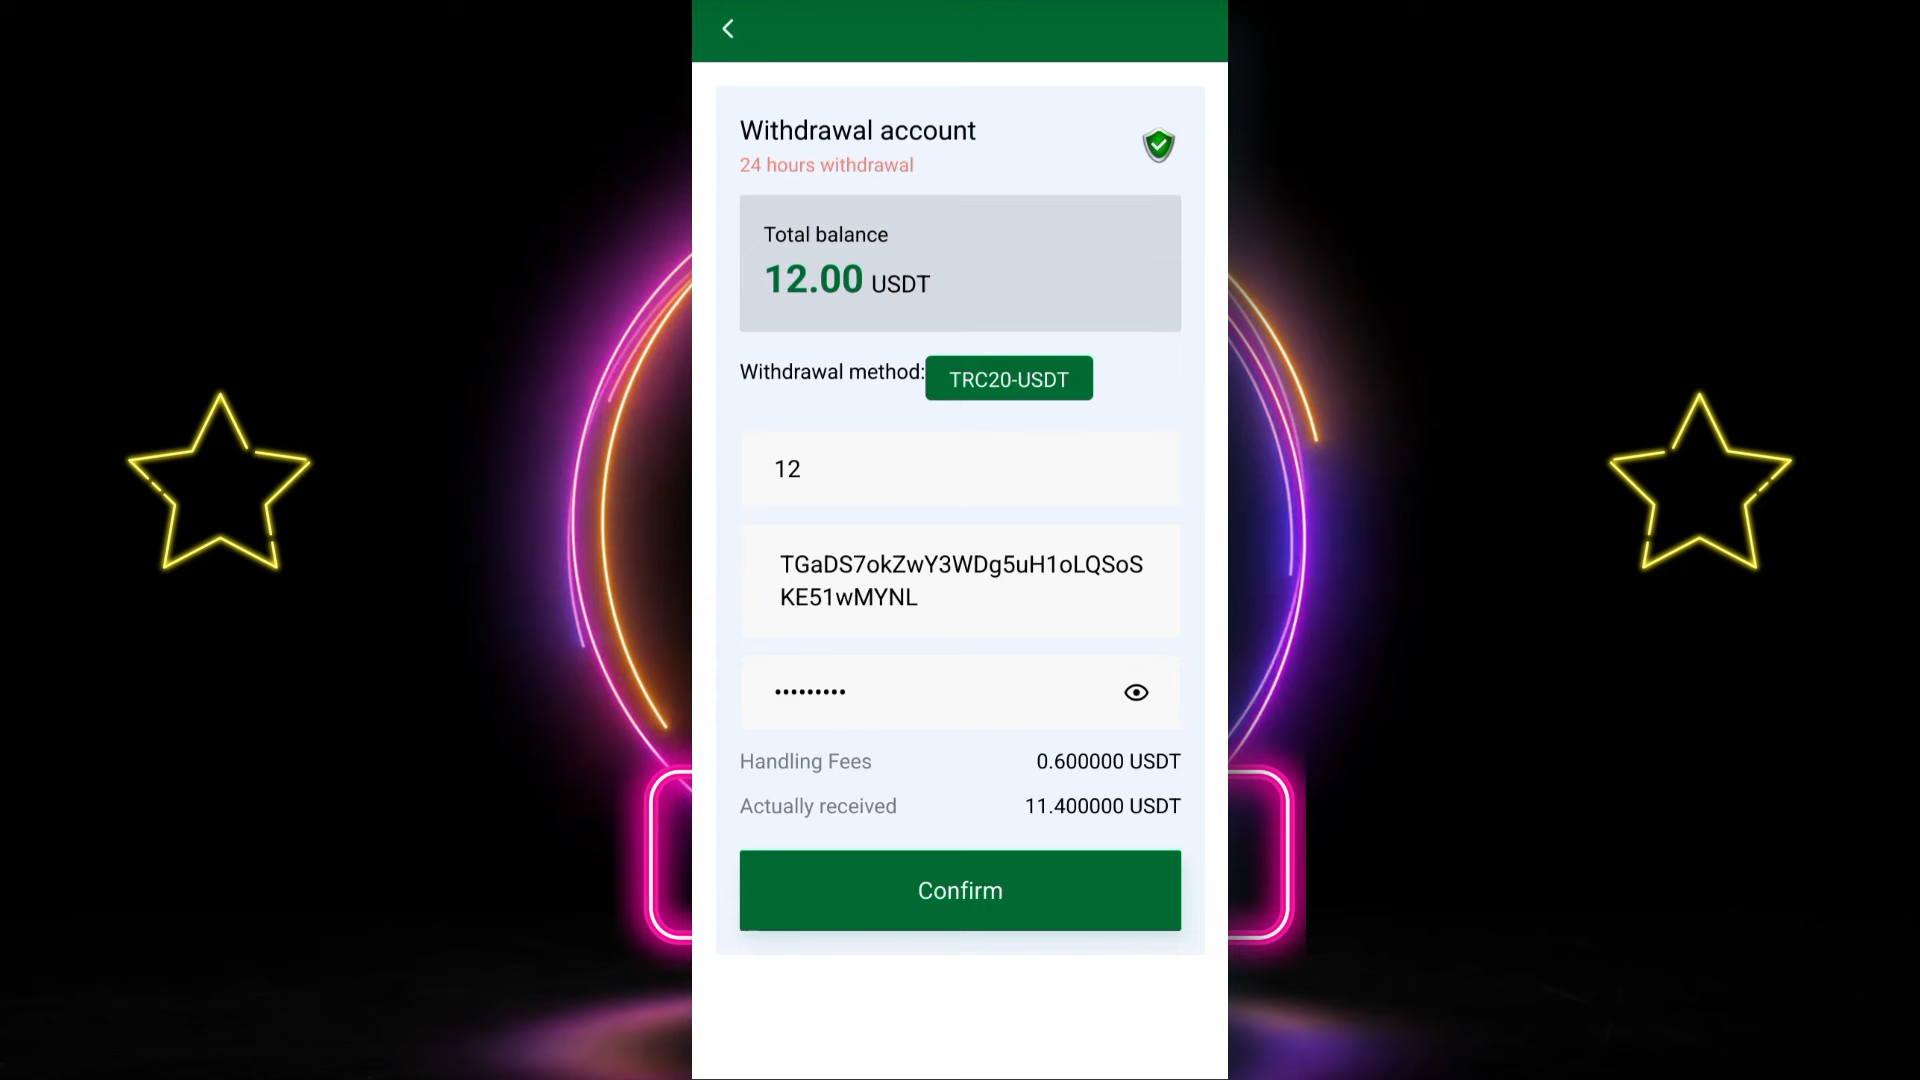 Withdrawal account
24 hours withdrawal
Total balance
12.00 USDT
Withdrawal method: TRC20-USDT
12
TGaDS7okZwY3WDg5uH1oLQSoS
KE51wMYNL
•••••••••
Handling Fees 0.600000 USDT
Actually received 11.400000 USDT
Confirm